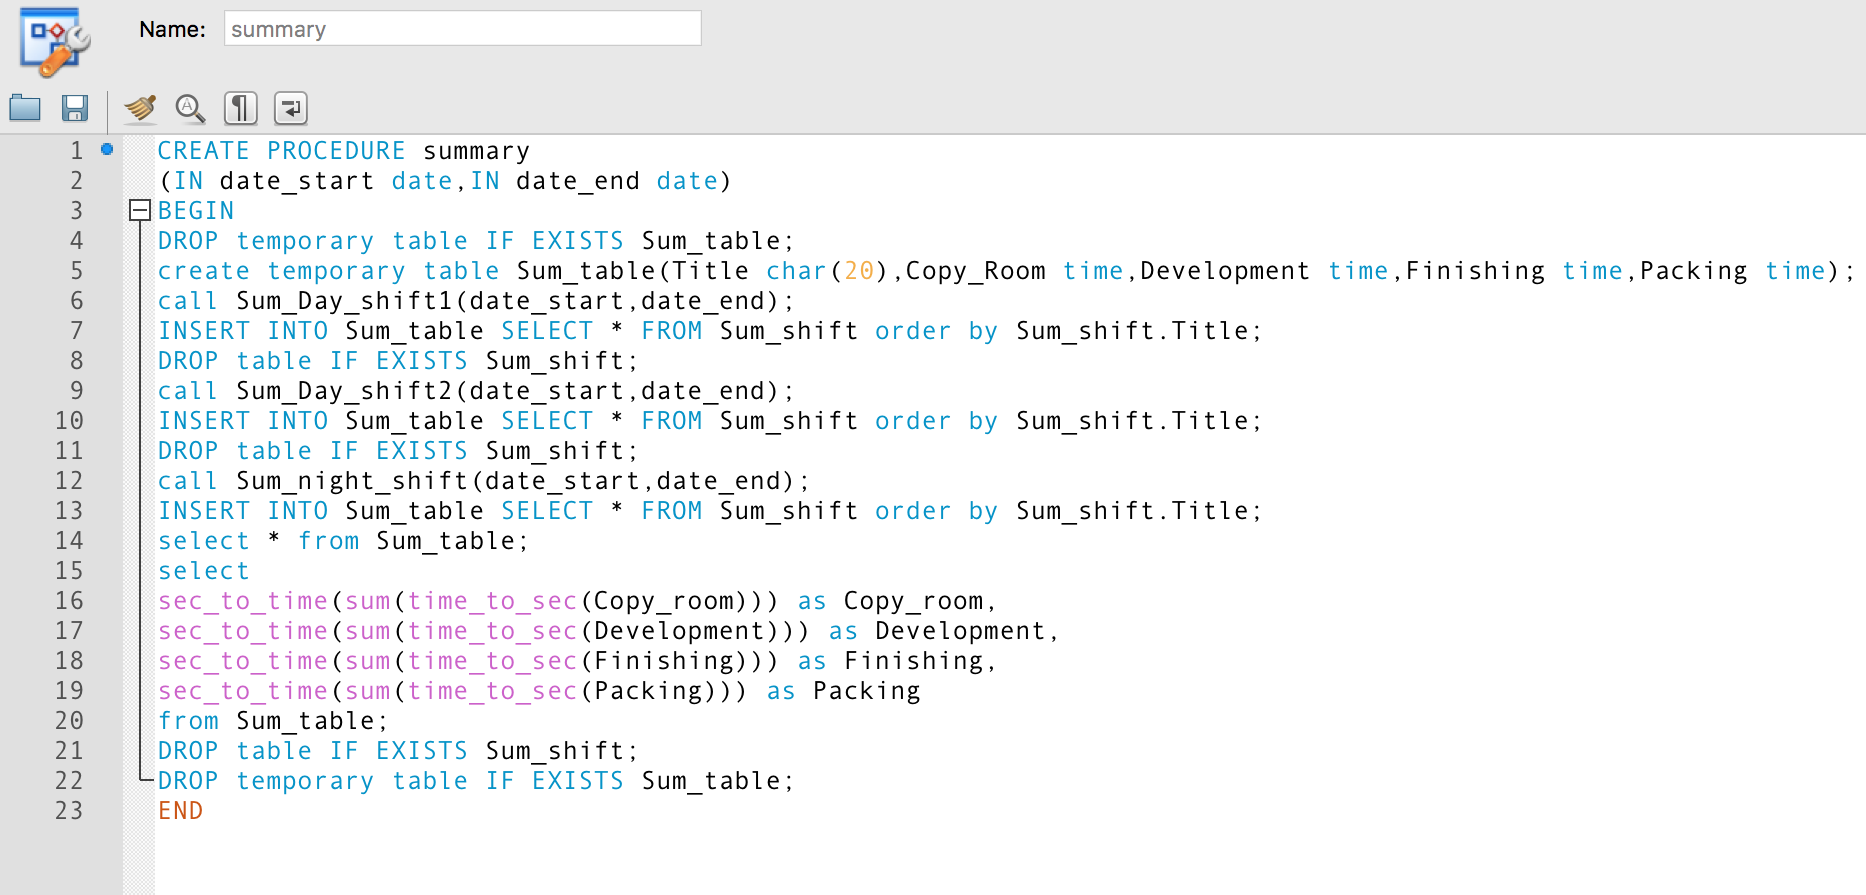 Name: summary
1 CREATE PROCEDURE summary
2 (IN date_start date,IN date_end date)
3 BEGIN
4 DROP temporary table IF EXISTS Sum_table;
5 create temporary table Sum_table(Title char(20),Copy_Room time,Development time,Finishing time,Packing time);
6 call Sum_Day_shift1(date_start,date_end);
7 INSERT INTO Sum_table SELECT * FROM Sum_shift order by Sum_shift.Title;
8 DROP table IF EXISTS Sum_shift;
9 call Sum_Day_shift2(date_start,date_end);
10 INSERT INTO Sum_table SELECT * FROM Sum_shift order by Sum_shift.Title;
11 DROP table IF EXISTS Sum_shift;
12 call Sum_night_shift(date_start,date_end);
13 INSERT INTO Sum_table SELECT * FROM Sum_shift order by Sum_shift.Title;
14 select * from Sum_table;
15 select
16 sec_to_time(sum(time_to_sec(Copy_room))) as Copy_room,
17 sec_to_time(sum(time_to_sec(Development))) as Development,
18 sec_to_time(sum(time_to_sec(Finishing))) as Finishing,
19 sec_to_time(sum(time_to_sec(Packing))) as Packing
20 from Sum_table;
21 DROP table IF EXISTS Sum_shift;
22 DROP temporary table IF EXISTS Sum_table;
23 END